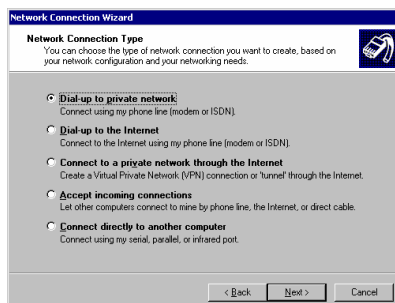 Network Connection Wizard
Network Connection Type
You can choose the type of network connection you want to create, based on
your network configuration and your networking needs.
Dial-up to private network
Connect using my phone line (modem or ISDN).
Dial-up to the Internet
Connect to the Internet using my phone line (modem or ISDN).
Connect to a private network through the Internet
Create a Virtual Private Network (VPN) connection or 'tunnel' through the Internet.
Accept incoming connections
Let other computers connect to mine by phone line, the Internet, or direct cable.
Connect directly to another computer
Connect using my serial, parallel, or infrared port.
< Back Next > Cancel